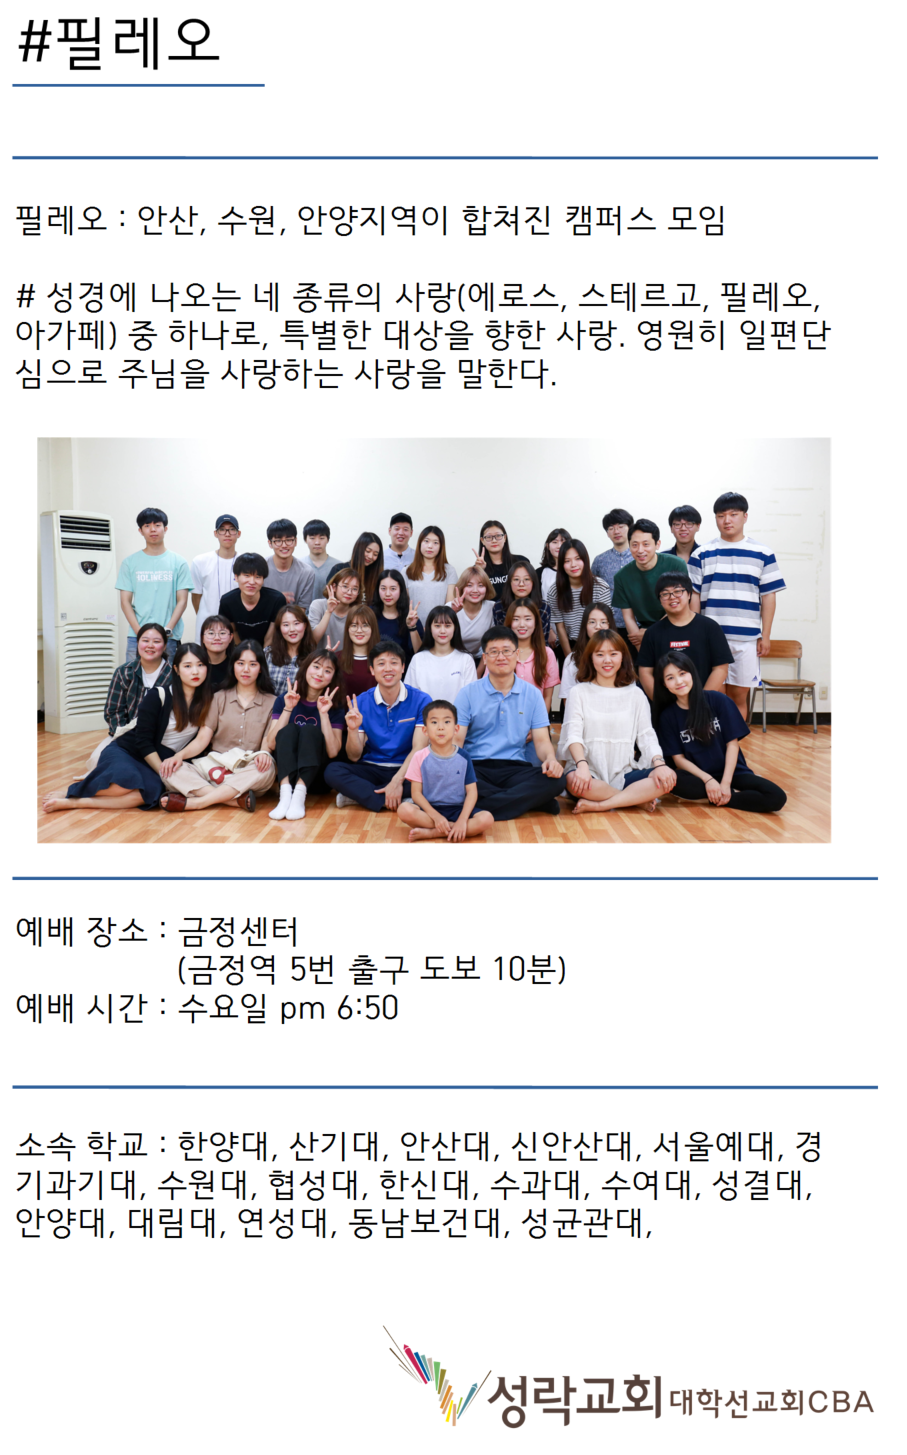 #필레오
필레오 : 안산, 수원, 안양지역이 합쳐진 캠퍼스 모임
# 성경에 나오는 네 종류의 사랑(에로스, 스테르고, 필레오,
아가페) 중 하나로, 특별한 대상을 향한 사랑. 영원히 일편단
심으로 주님을 사랑하는 사랑을 말한다.
예배 장소 : 금정센터
(금정역 5번 출구 도보 10분)
예배 시간 : 수요일 pm 6:50
소속 학교 : 한양대, 산기대, 안산대, 신안산대, 서울예대, 경
기과기대, 수원대, 협성대, 한신대, 수과대, 수여대, 성결대,
안양대, 대림대, 연성대, 동남보건대, 성균관대,
성락교회 대학선교회CBA